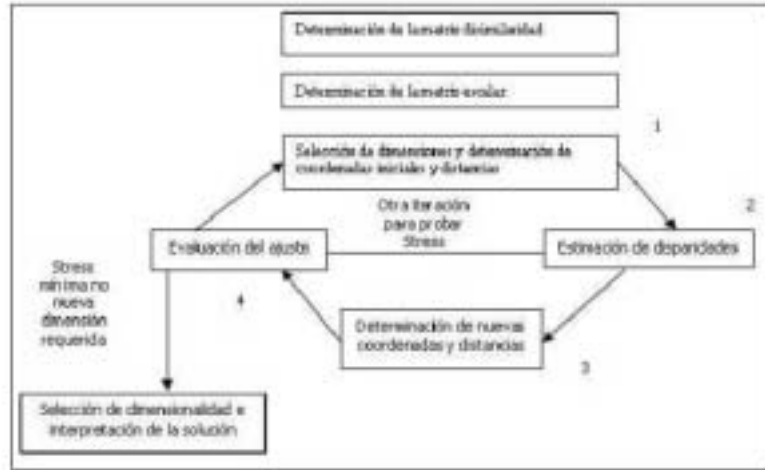 Determinación de la matriz disimilaridad
Determinación de la matriz escalar
1
Selección de dimensiones y determinación de
coordenadas iniciales y distancias
Otra iteración
para probar
Stress
2
Evaluación del ajuste
Estimación de disparidades
Stress
mínima no
nueva
dimensión
requerida
4
Determinación de nuevas
coordenadas y distancias
3
Selección de dimensionalidad e
interpretación de la solución